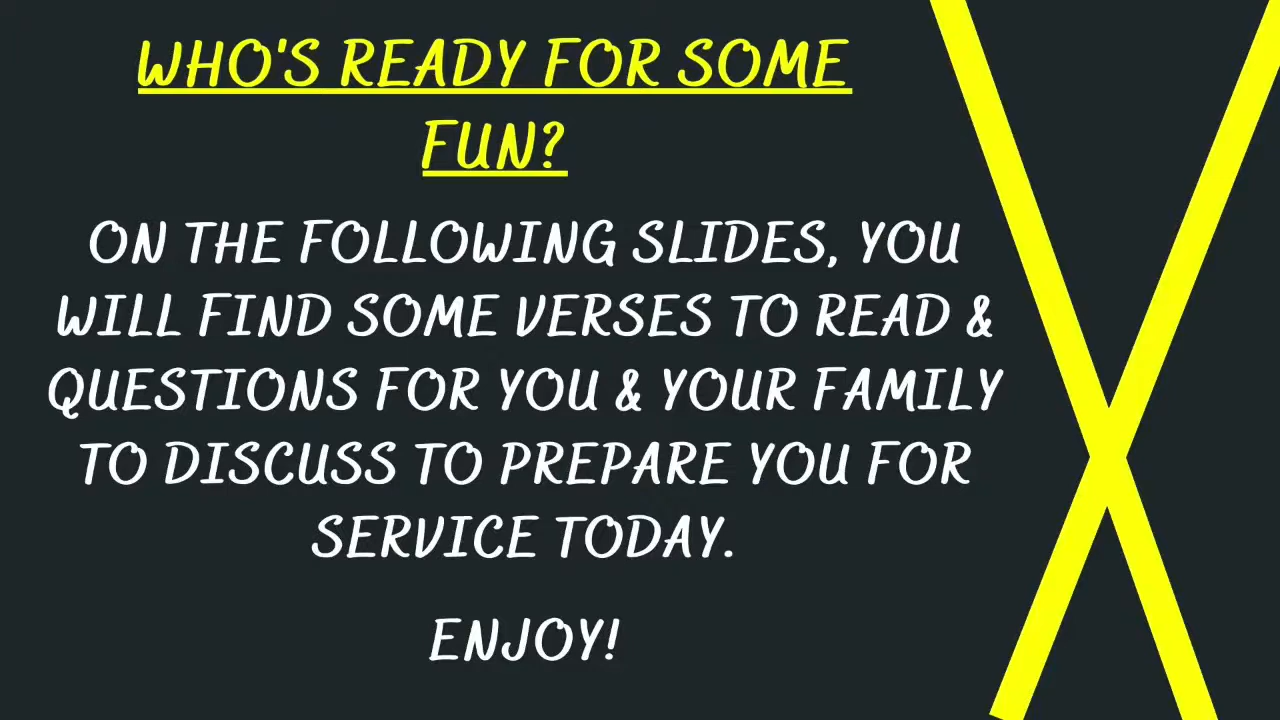 WHO'S READY FOR SOME
FUN?
ON THE FOLLOWING SLIDES, YOU
WILL FIND SOME VERSES TO READ &
QUESTIONS FOR YOU & YOUR FAMILY
TO DISCUSS TO PREPARE YOU FOR
SERVICE TODAY.
ENJOY!